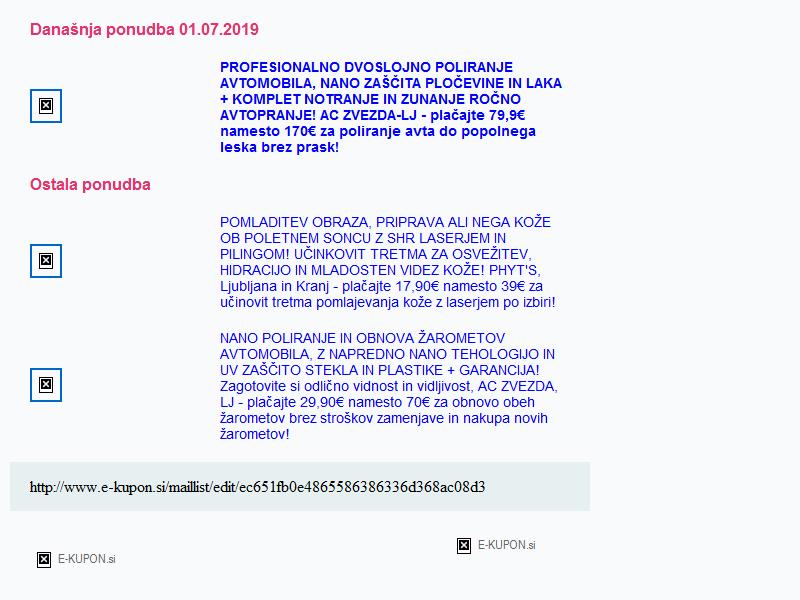 Današnja ponudba 01.07.2019
PROFESIONALNO DVOSLOJNO POLIRANJE
AVTOMOBILA, NANO ZAŠČITA PLOČEVINE IN LAKA
+ KOMPLET NOTRANJE IN ZUNANJE ROČNO
AVTOPRANJE! AC ZVEZDA-LJ - plačajte 79,9€
namesto 170€ za poliranje avta do popolnega
leska brez prask!
Ostala ponudba
POMLADITEV OBRAZA, PRIPRAVA ALI NEGA KOŽE
OB POLETNEM SONCU Z SHR LASERJEM IN
PILINGOM! UČINKOVIT TRETMA ZA OSVEŽITEV,
HIDRACIJO IN MLADOSTEN VIDEZ KOŽE! PHYT'S,
Ljubljana in Kranj - plačajte 17,90€ namesto 39€ za
učinovit tretma pomlajevanja kože z laserjem po izbiri!
NANO POLIRANJE IN OBNOVA ŽAROMETOV
AVTOMOBILA, Z NAPREDNO NANO TEHOLOGIJO IN
UV ZAŠČITO STEKLA IN PLASTIKE + GARANCIJA!
Zagotovite si odlično vidnost in vidljivost, AC ZVEZDA,
LJ - plačajte 29,90€ namesto 70€ za obnovo obeh
žarometov brez stroškov zamenjave in nakupa novih
žarometov!
http://www.e-kupon.si/maillist/edit/ec651fb0e4865586386336d368ac08d3
E-KUPON.si
E-KUPON.si